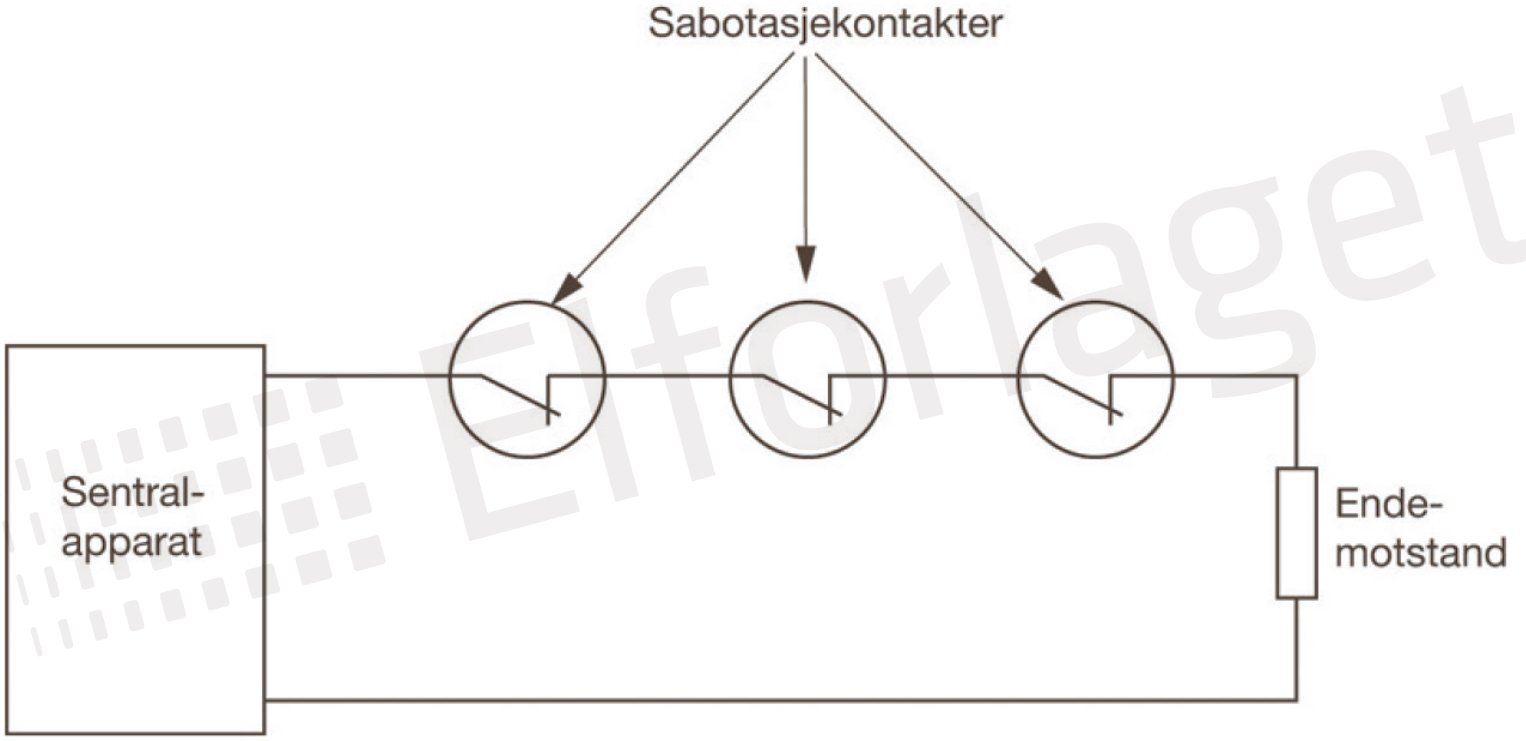 Sabotasjekontakter
Sentral-
apparat
Ende-
motstand
Elforlaget